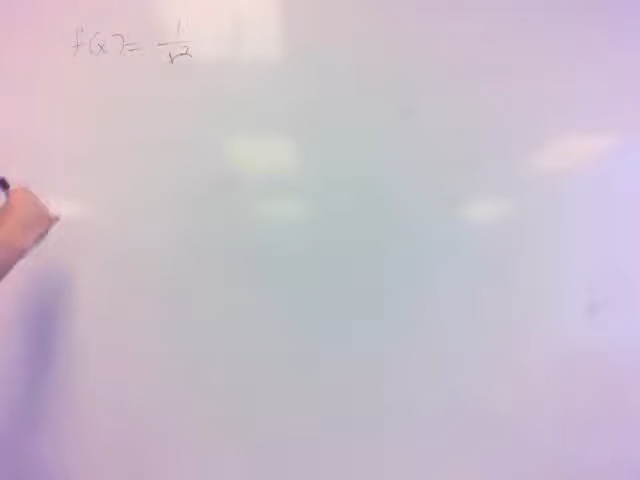 f(x) = 1/x²